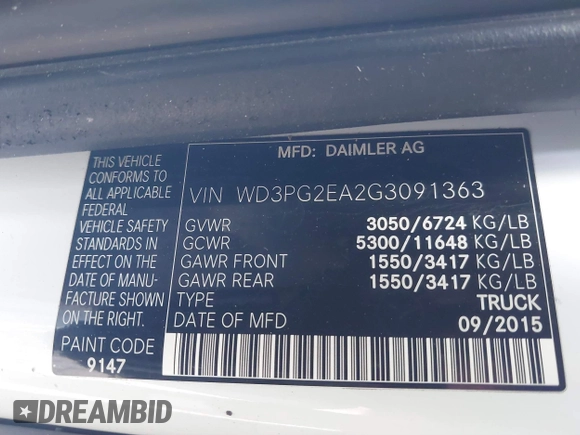 THIS VEHICLE
CONFORMS TO
ALL APPLICABLE
FEDERAL
VEHICLE SAFETY
STANDARDS IN
EFFECT ON THE
DATE OF MANU-
FACTURE SHOWN
ON THE RIGHT.
PAINT CODE
9147
MFD: DAIMLER AG
VIN WD3PG2EA2G3091363
GVWR 3050/6724 KG/LB
GCWR 5300/11648 KG/LB
GAWR FRONT 1550/3417 KG/LB
GAWR REAR 1550/3417 KG/LB
TYPE TRUCK
DATE OF MFD 09/2015
DREAMBID